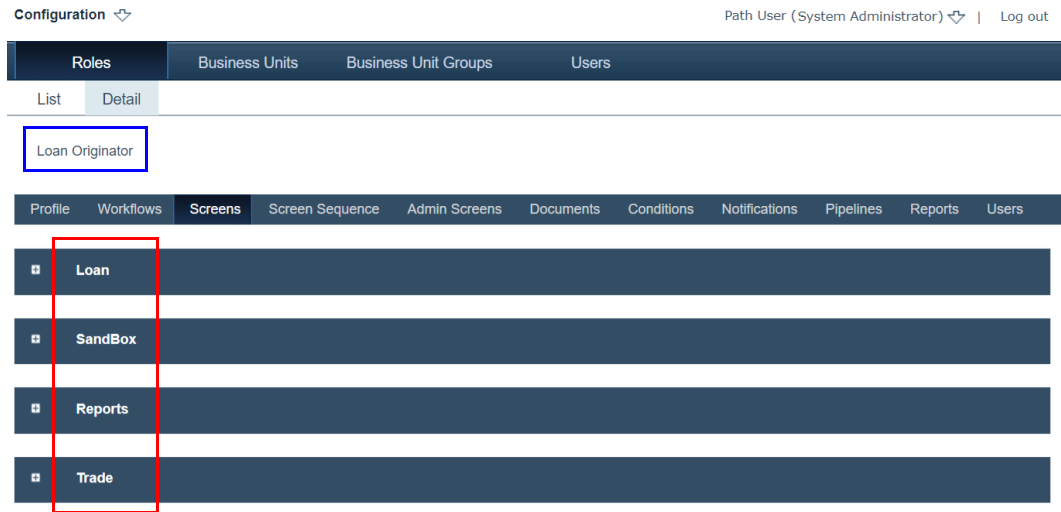 Configuration Path User (System Administrator) | Log out
Roles Business Units Business Unit Groups Users
List Detail
Loan Originator
Profile Workflows Screens Screen Sequence Admin Screens Documents Conditions Notifications Pipelines Reports Users
Loan
SandBox
Reports
Trade